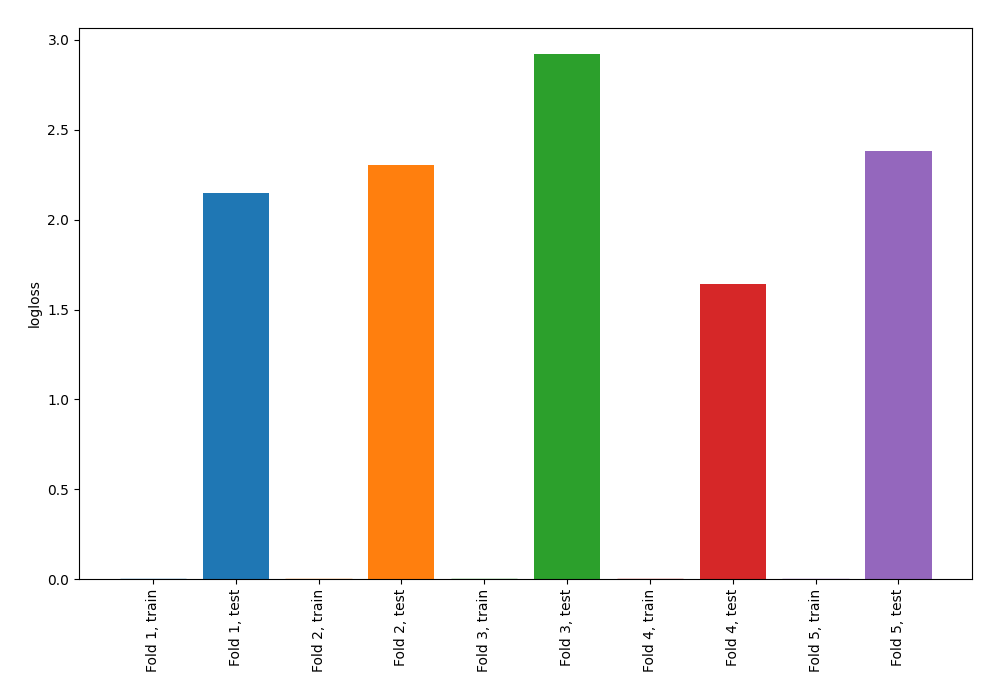 3.0
2.5
2.0
1.5
1.0
0.5
0.0
logloss
Fold 1, train
Fold 1, test
Fold 2, train
Fold 2, test
Fold 3, train
Fold 3, test
Fold 4, train
Fold 4, test
Fold 5, train
Fold 5, test